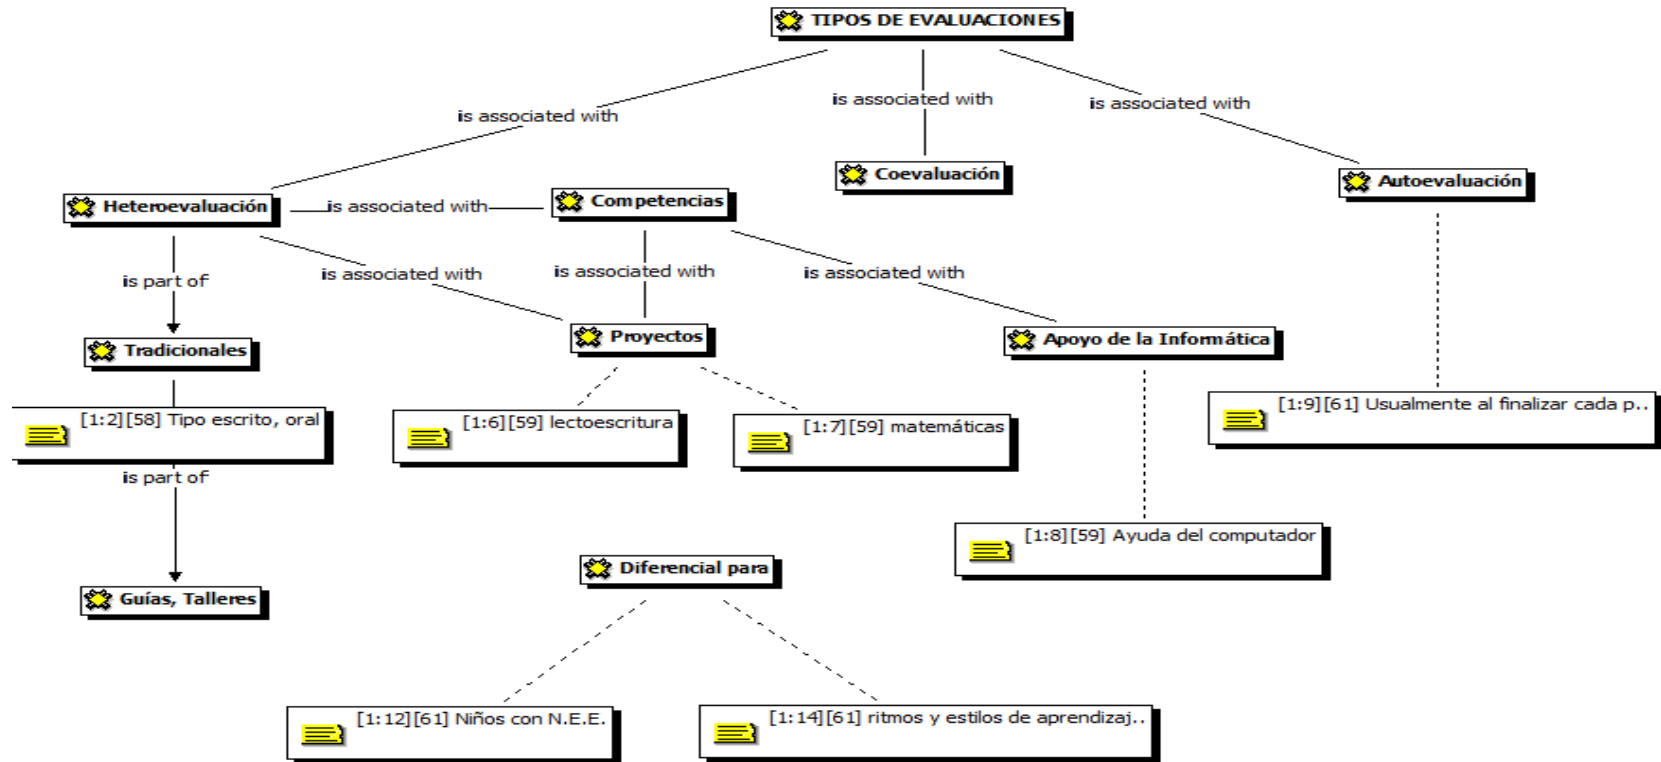 TIPOS DE EVALUACIONES
is associated with
is associated with
is associated with
Coevaluación
Autoevaluación
Heteroevaluación
is associated with
Competencias
is part of
is associated with
is associated with
is associated with
Tradicionales
Proyectos
Apoyo de la Informática
[1:2][58] Tipo escrito, oral
[1:6][59] lectoescritura
[1:7][59] matemáticas
[1:9][61] Usualmente al finalizar cada p..
is part of
[1:8][59] Ayuda del computador
Diferencial para
Guías, Talleres
[1:12][61] Niños con N.E.E.
[1:14][61] ritmos y estilos de aprendizaj..